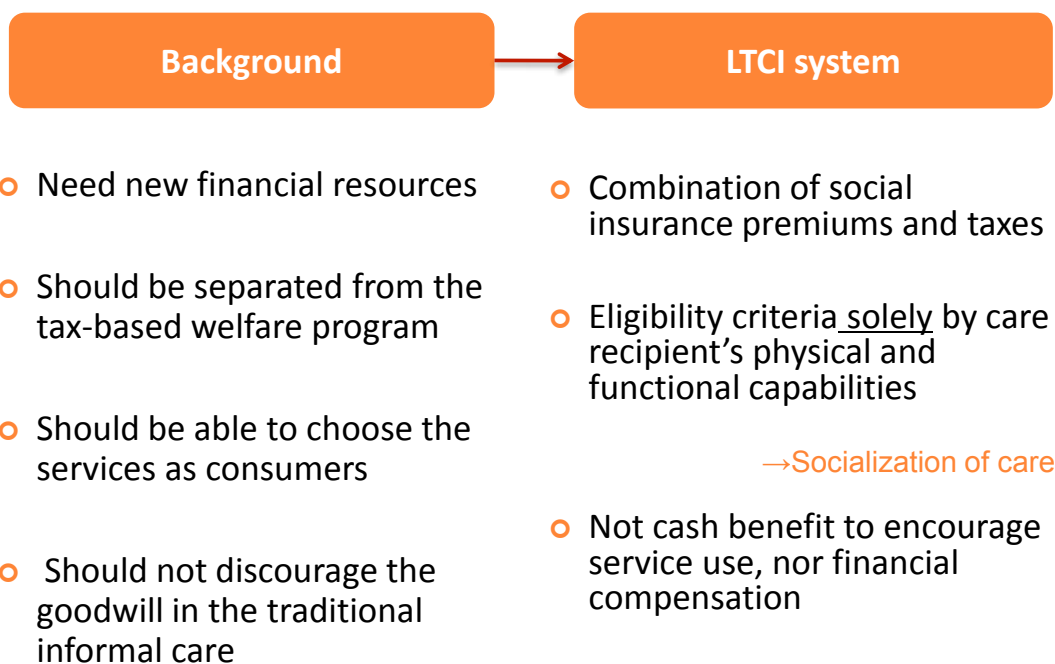 Background
LTCI system
Need new financial resources
Should be separated from the
tax-based welfare program
Should be able to choose the
services as consumers
Should not discourage the
goodwill in the traditional
informal care
Combination of social
insurance premiums and taxes
Eligibility criteria solely by care
recipient’s physical and
functional capabilities
→Socialization of care
Not cash benefit to encourage
service use, nor financial
compensation